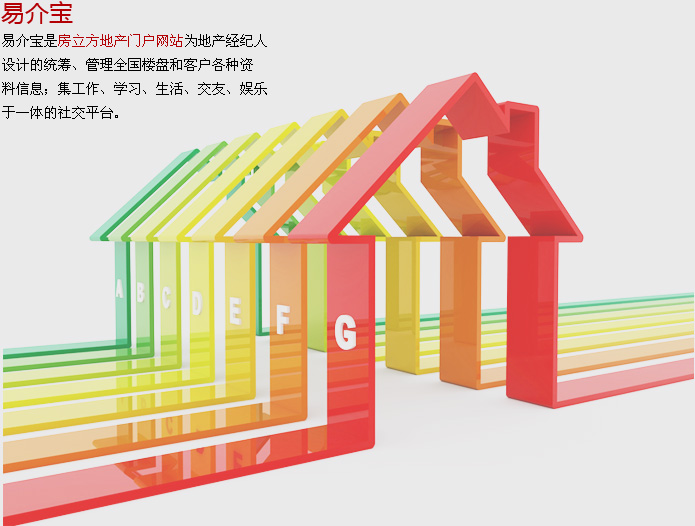 易介宝
易介宝是房立方地产门户网站为地产经纪人
设计的统筹、管理全国楼盘和客户各种资
料信息；集工作、学习、生活、交友、娱乐
于一体的社交平台。
A B C D E F G